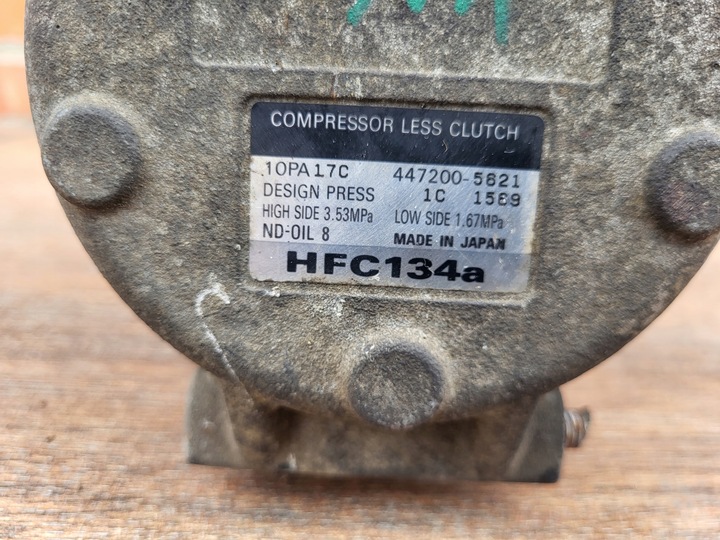 COMPRESSOR LESS CLUTCH
10PA17C 447200-5621
DESIGN PRESS 1C 1569
HIGH SIDE 3.53MPa LOW SIDE 1.67MPa
ND-OIL 8 MADE IN JAPAN
HFC134a